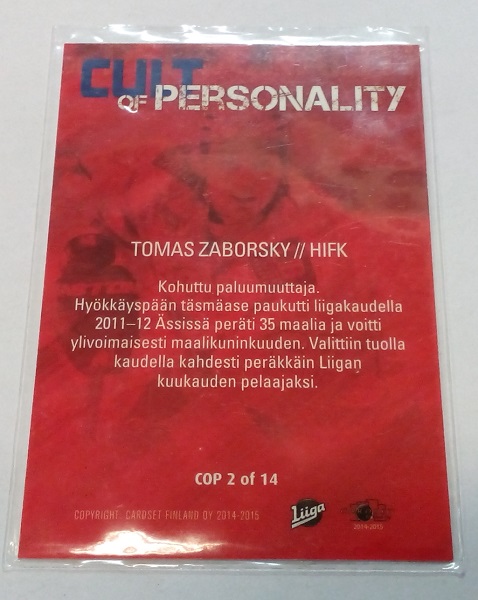 CULT
OF PERSONALITY
TOMAS ZABORSKY // HIFK
Kohuttu paluumuuttaja.
Hyökkäyspään täsmäase paukutti liigakaudella
2011–12 Ässissä peräti 35 maalia ja voitti
ylivoimaisesti maalikuninkuuden. Valittiin tuolla
kaudella kahdesti peräkkäin Liigan
kuukauden pelaajaksi.
COP 2 of 14
COPYRIGHT: CARDSET FINLAND OY 2014-2015
Liiga
2014-2015